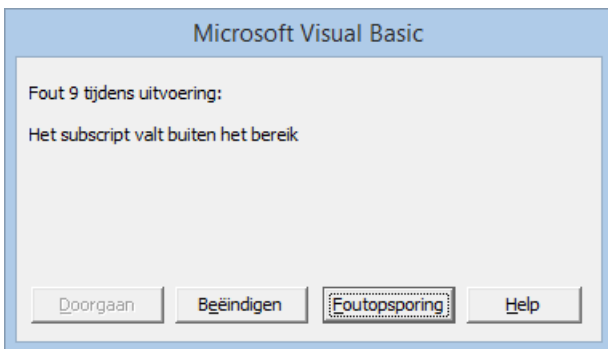 Microsoft Visual Basic
Fout 9 tijdens uitvoering:
Het subscript valt buiten het bereik
Doorgaan Beëindigen Foutopsporing Help